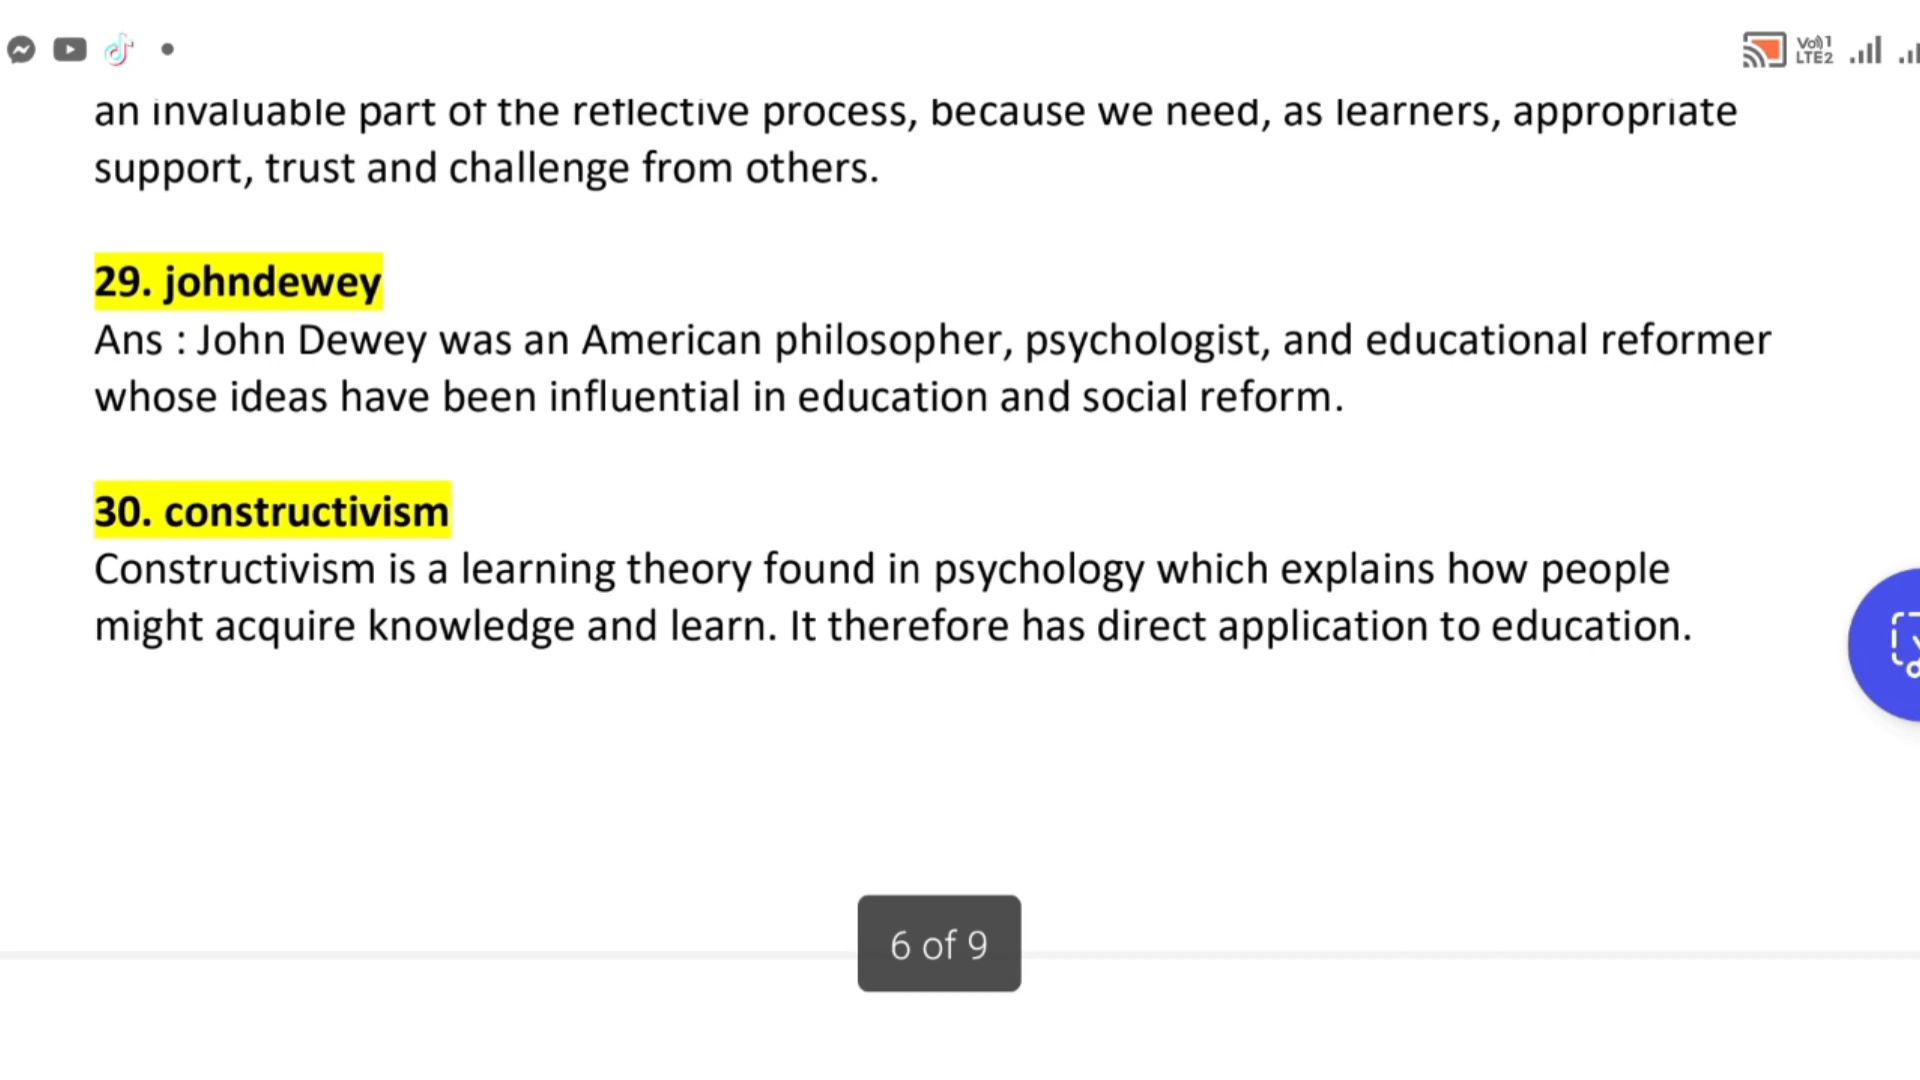 Vo))1
LTE2
an invaluable part of the reflective process, because we need, as learners, appropriate
support, trust and challenge from others.
29. johndewey
Ans : John Dewey was an American philosopher, psychologist, and educational reformer
whose ideas have been influential in education and social reform.
30. constructivism
Constructivism is a learning theory found in psychology which explains how people
might acquire knowledge and learn. It therefore has direct application to education.
6 of 9